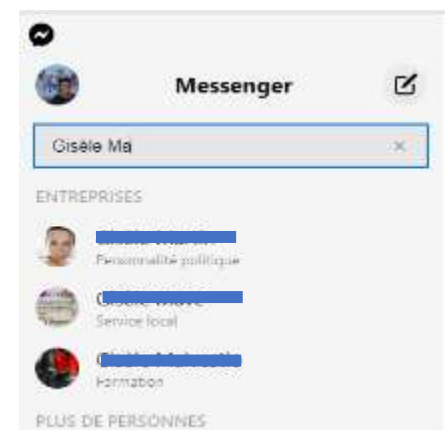 Messenger
Gisèle Ma
ENTREPRISES
Personnalité politique
Service local
Formation
PLUS DE PERSONNES